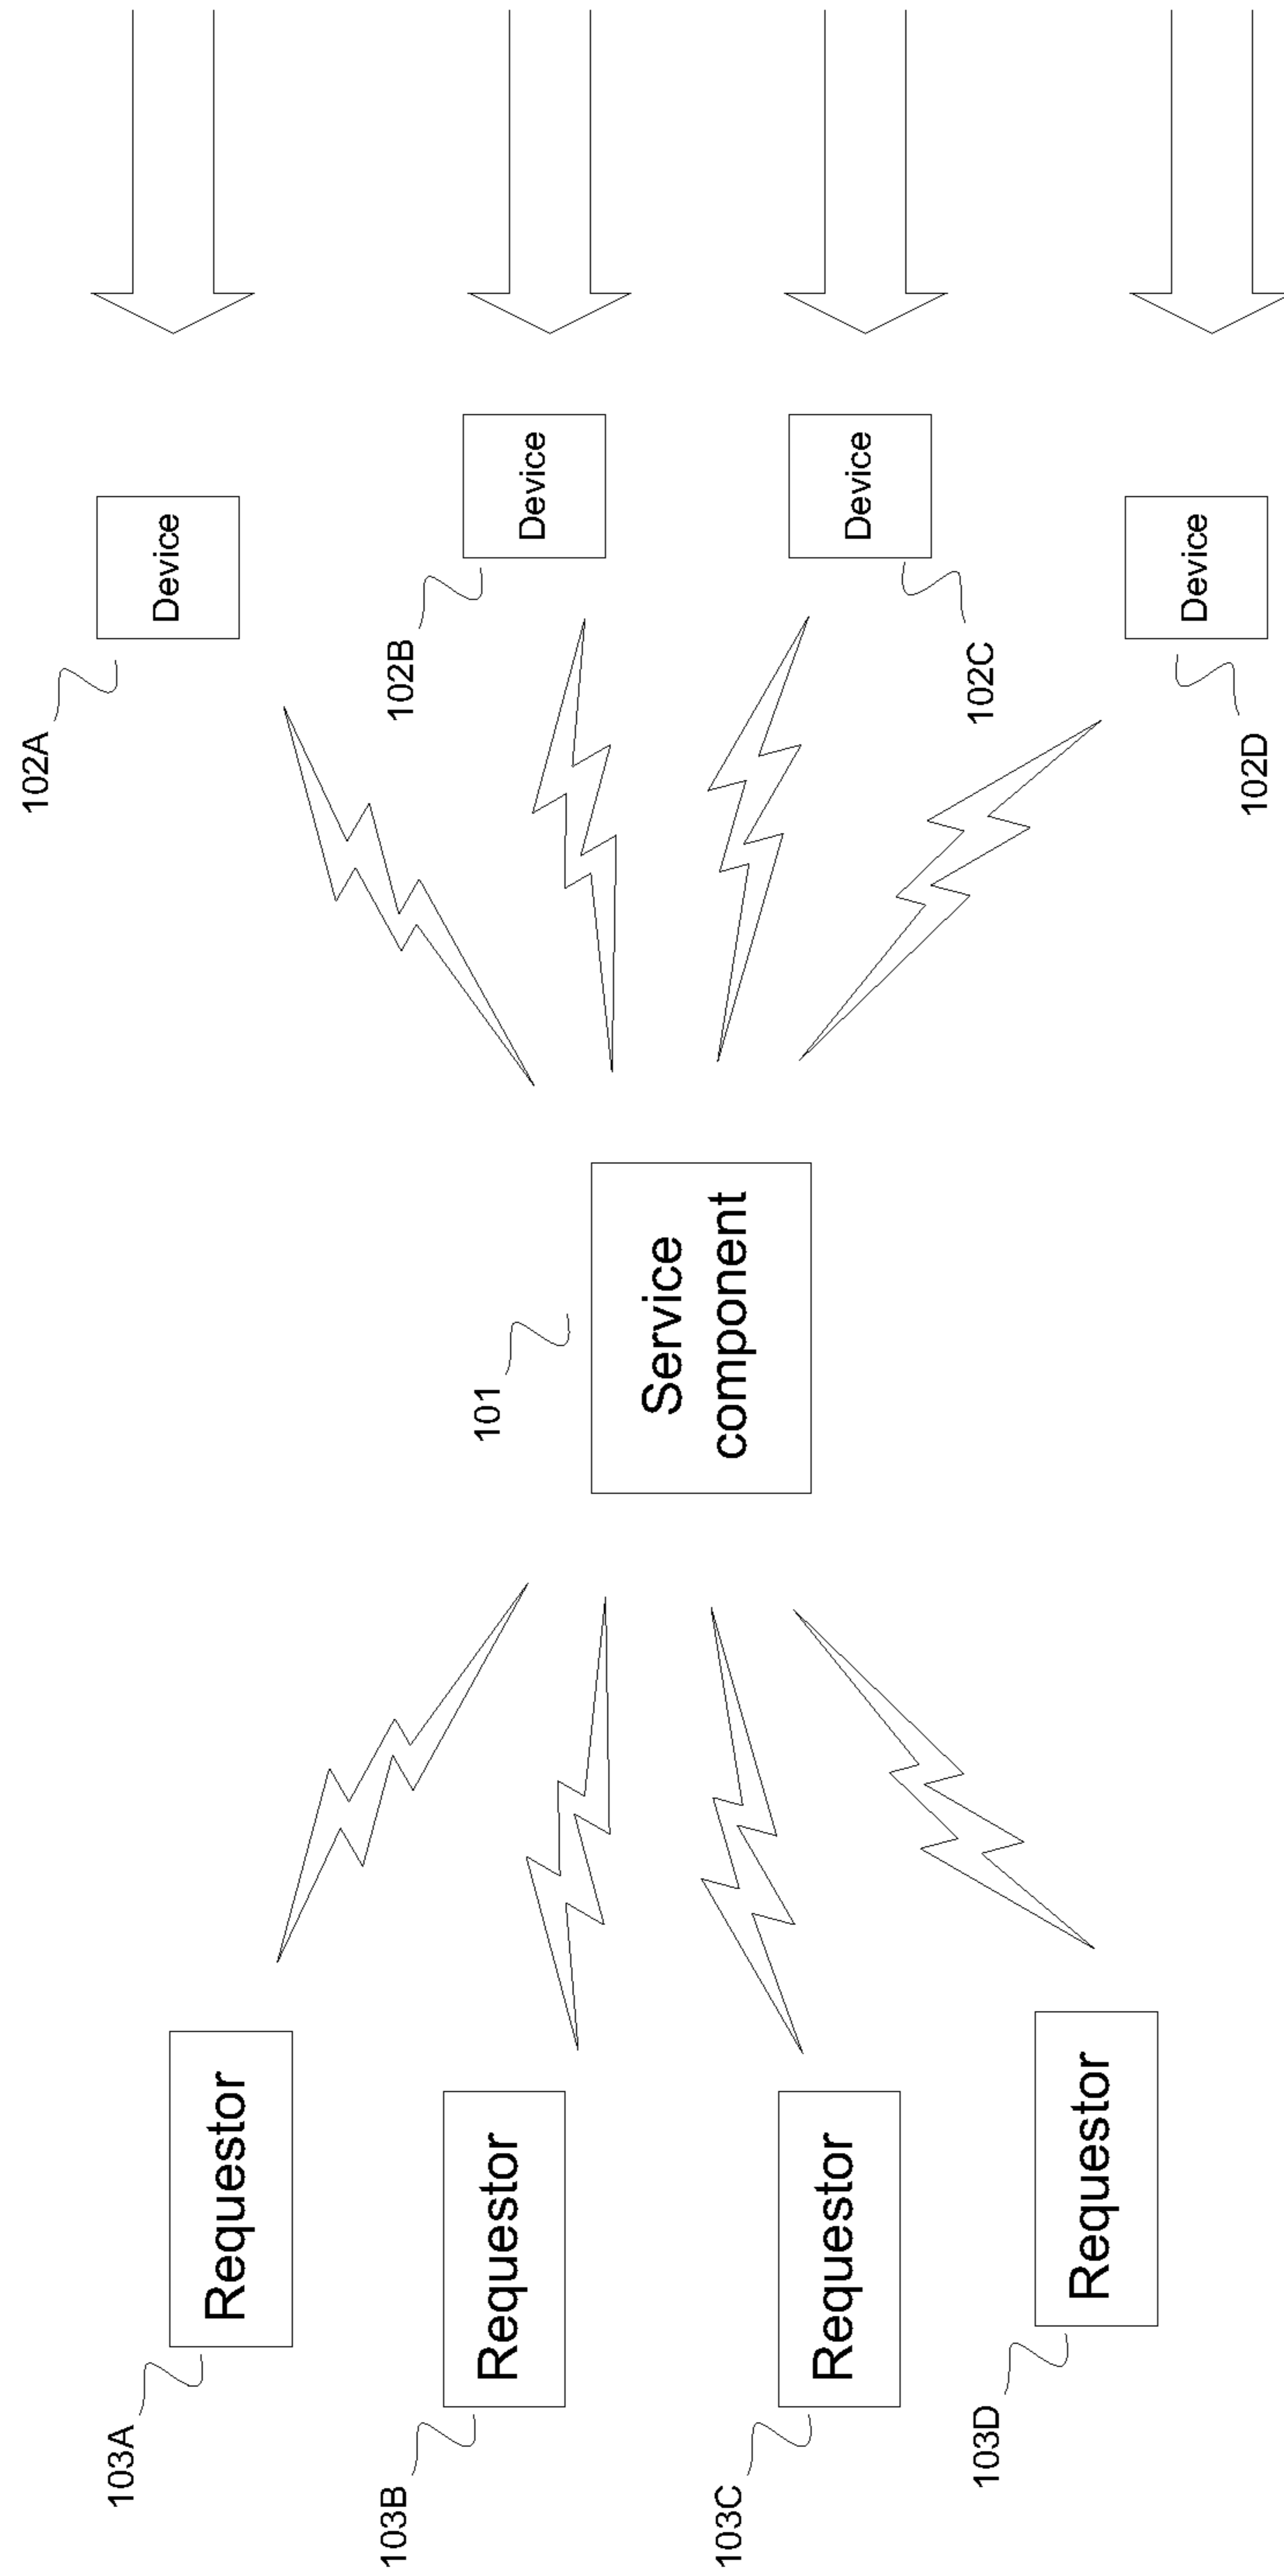 103A
Requestor
103B
Requestor
103C
Requestor
103D
Requestor
101
Service
component
102A
Device
102B
Device
102C
Device
102D
Device